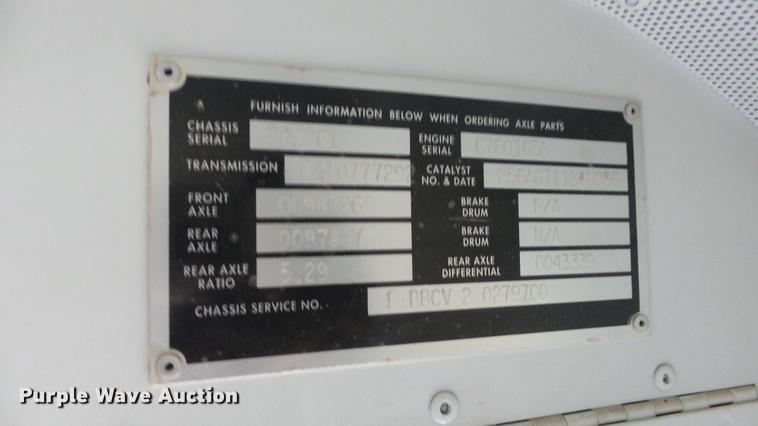 FURNISH INFORMATION BELOW WHEN ORDERING AXLE PARTS
CHASSIS SERIAL
ENGINE SERIAL
TRANSMISSION
CATALYST NO. & DATE
FRONT AXLE
BRAKE DRUM N/A
REAR AXLE
BRAKE DRUM N/A
REAR AXLE RATIO 5.29
REAR AXLE DIFFERENTIAL 0043339
CHASSIS SERVICE NO. F BBCV 2 0279700
Purple Wave Auction